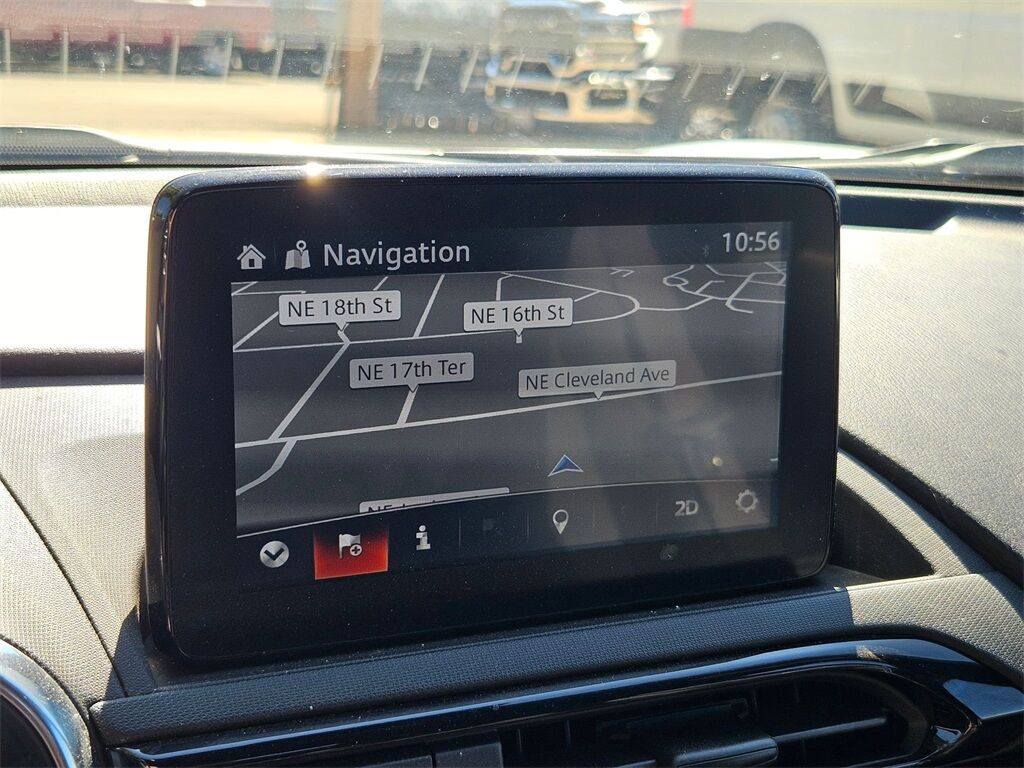 Navigation
10:56
NE 18th St
NE 16th St
NE 17th Ter
NE Cleveland Ave
2D